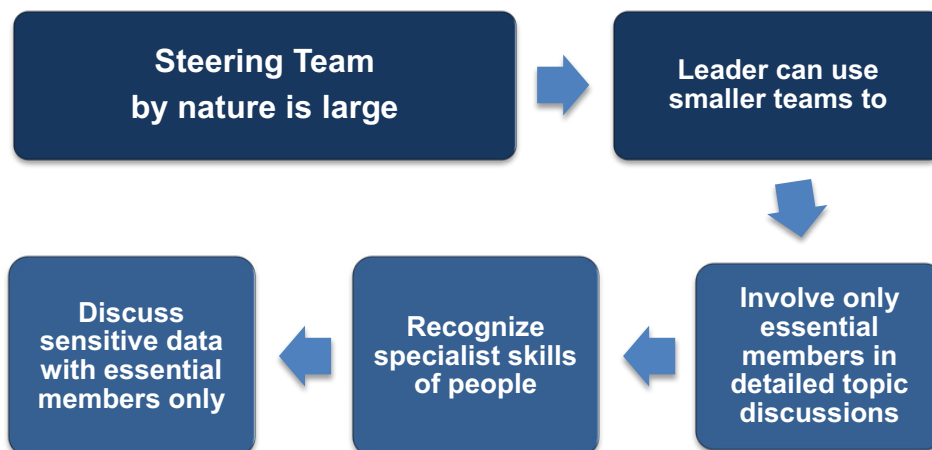 Steering Team
by nature is large
Leader can use
smaller teams to
Involve only
essential
members in
detailed topic
discussions
Recognize
specialist skills
of people
Discuss
sensitive data
with essential
members only